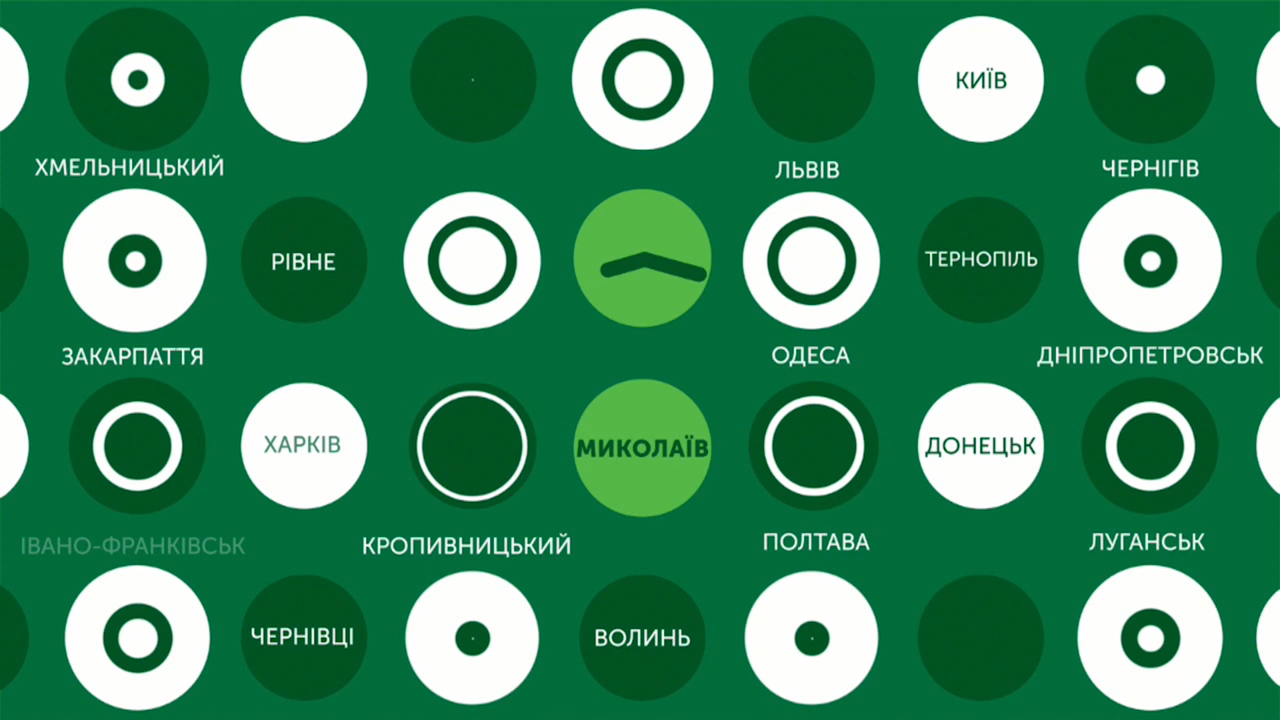 КИЇВ
ХМЕЛЬНИЦЬКИЙ
ЛЬВІВ
ЧЕРНІГІВ
РІВНЕ
ТЕРНОПІЛЬ
ЗАКАРПАТТЯ
ОДЕСА
ДНІПРОПЕТРОВСЬК
ХАРКІВ
МИКОЛАЇВ
ДОНЕЦЬК
ІВАНО-ФРАНКІВСЬК
КРОПИВНИЦЬКИЙ
ПОЛТАВА
ЛУГАНСЬК
ЧЕРНІВЦІ
ВОЛИНЬ